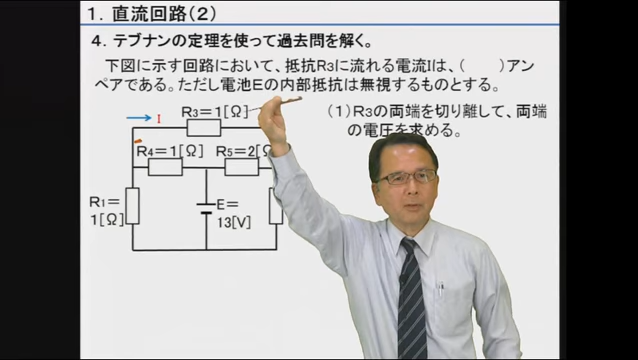 1．直流回路（2）
4．テブナンの定理を使って過去問を解く。
下図に示す回路において、抵抗R3に流れる電流Iは、（　　）アン
ペアである。ただし電池Eの内部抵抗は無視するものとする。
R3＝1[Ω]
I
R4＝1[Ω]
R5＝2[Ω
R1＝
1[Ω]
E＝
13[V]
（1）R3の両端を切り離して、両端
の電圧を求める。